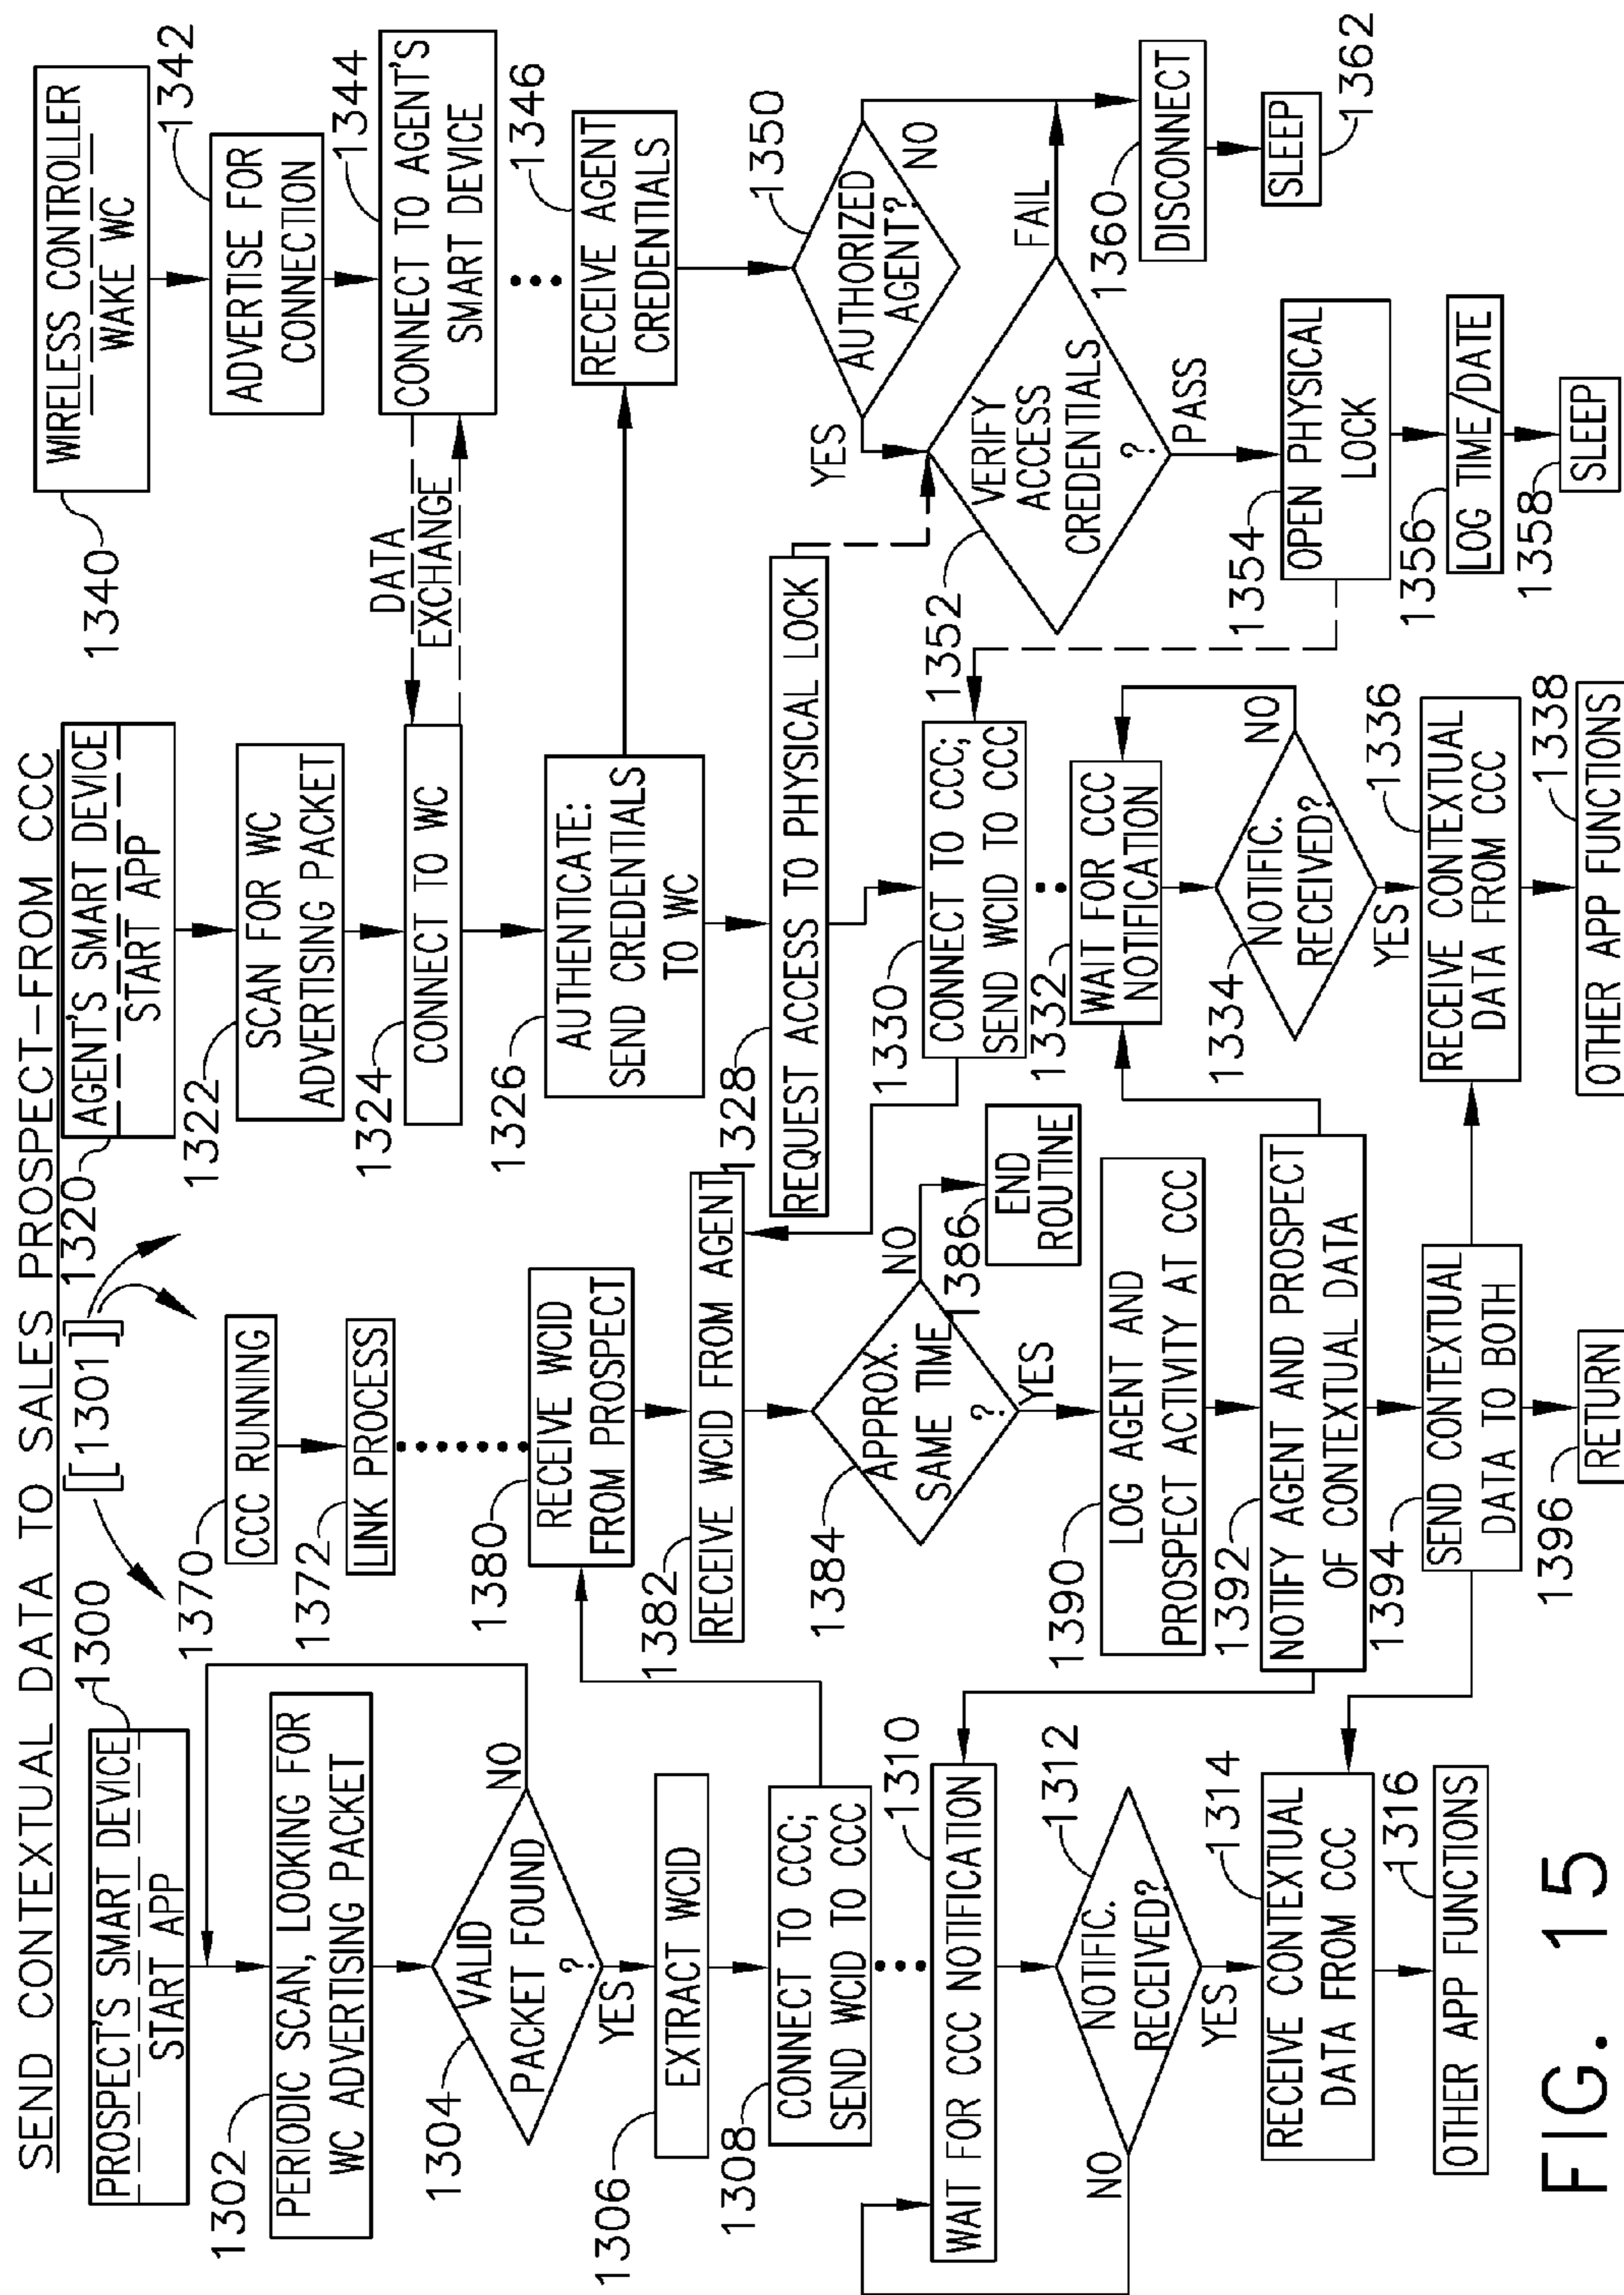 SEND CONTEXTUAL DATA TO SALES PROSPECT-FROM CCC
[[1301]]
1300
PROSPECT'S SMART DEVICE
START APP
1302
PERIODIC SCAN, LOOKING FOR
WC ADVERTISING PACKET
1304
VALID
PACKET FOUND
?
NO
YES
1306
EXTRACT WCID
1308
CONNECT TO CCC;
SEND WCID TO CCC
1310
WAIT FOR CCC NOTIFICATION
1312
NOTIFIC.
RECEIVED?
NO
YES
1314
RECEIVE CONTEXTUAL
DATA FROM CCC
1316
OTHER APP FUNCTIONS
1370
CCC RUNNING
1372
LINK PROCESS
1380
RECEIVE WCID
FROM PROSPECT
1382
RECEIVE WCID FROM AGENT
1384
APPROX.
SAME TIME
?
NO
1386
END
ROUTINE
YES
1390
LOG AGENT AND
PROSPECT ACTIVITY AT CCC
1392
NOTIFY AGENT AND PROSPECT
OF CONTEXTUAL DATA
1394
SEND CONTEXTUAL
DATA TO BOTH
1396
RETURN
1320
AGENT'S SMART DEVICE
START APP
1322
SCAN FOR WC
ADVERTISING PACKET
1324
CONNECT TO WC
1326
AUTHENTICATE:
SEND CREDENTIALS
TO WC
1328
REQUEST ACCESS TO PHYSICAL LOCK
1330
CONNECT TO CCC;
SEND WCID TO CCC
1332
WAIT FOR CCC
NOTIFICATION
1334
NOTIFIC.
RECEIVED?
NO
YES
1336
RECEIVE CONTEXTUAL
DATA FROM CCC
1338
OTHER APP FUNCTIONS
1340
WIRELESS CONTROLLER
WAKE WC
1342
ADVERTISE FOR
CONNECTION
1344
CONNECT TO AGENT'S
SMART DEVICE
DATA
EXCHANGE
1346
RECEIVE AGENT
CREDENTIALS
1350
AUTHORIZED
AGENT?
NO
YES
1352
VERIFY
ACCESS
CREDENTIALS
?
FAIL
PASS
1354
OPEN PHYSICAL
LOCK
1356
LOG TIME/DATE
1358
SLEEP
1360
DISCONNECT
1362
SLEEP
FIG. 15